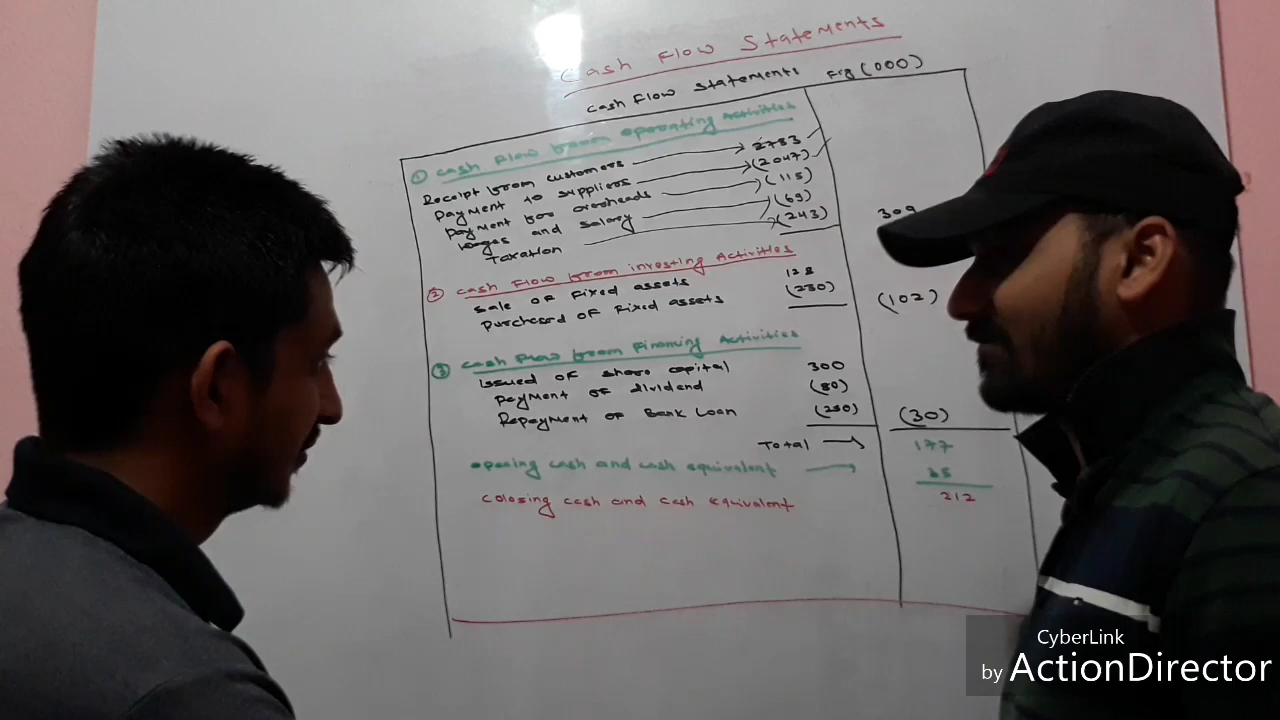 Cash Flow Statements
Cash Flow Statements Fig (000)
① Cash Flow from operating Activities
Receipt from customers 2783
Payment to suppliers (2047)
Payment for overheads (115)
Wages and salary (69)
Taxation (243) 309
② Cash Flow from investing Activities
Sale of Fixed assets 128
Purchased of Fixed assets (230) (102)
③ Cash Flow from Financing Activities
Issued of share capital 300
Payment of dividend (80)
Repayment of Bank Loan (250) (30)
Total → 177
opening cash and cash equivalent 35
Colosing cash and cash equivalent 212
CyberLink
by ActionDirector